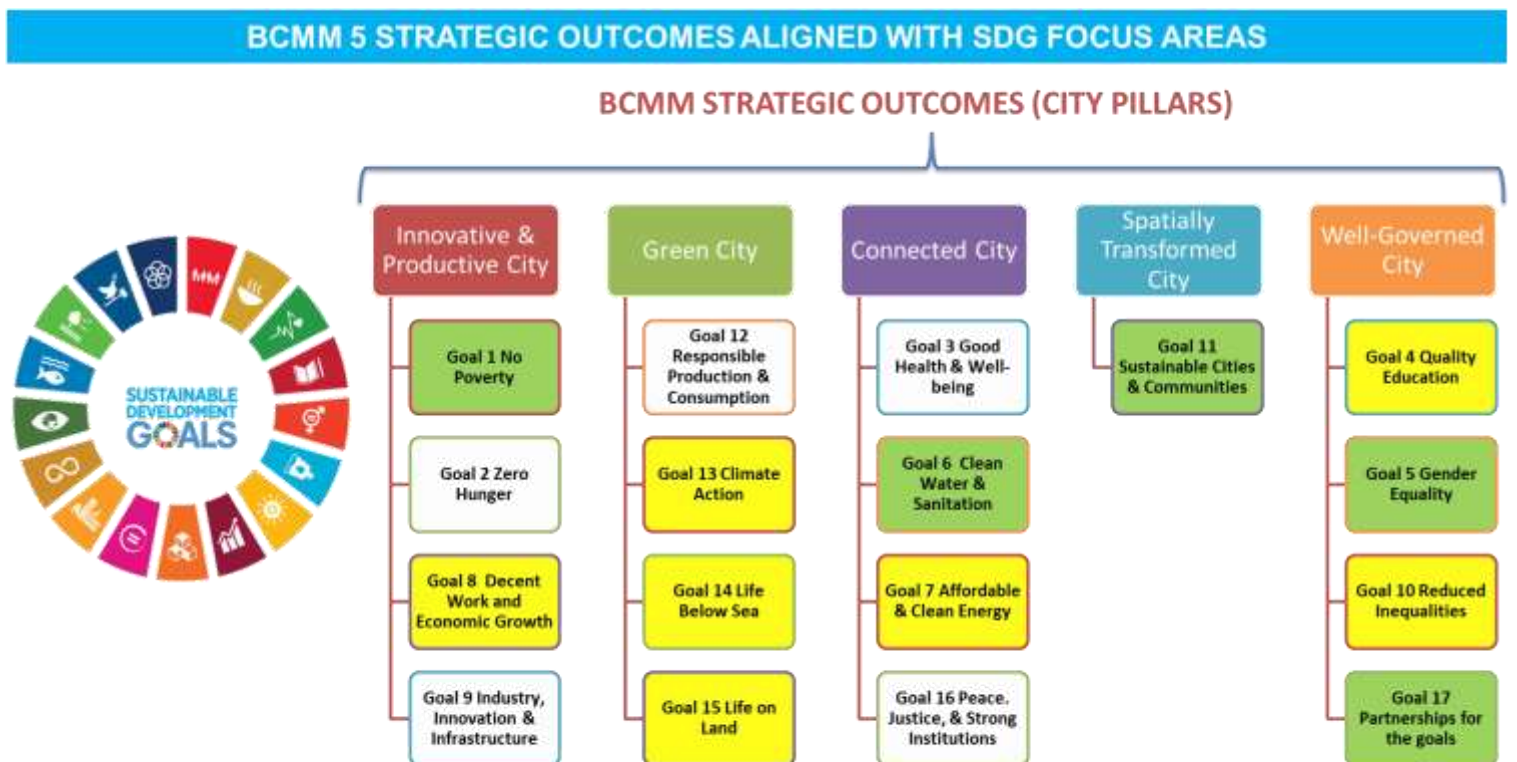 BCMM 5 STRATEGIC OUTCOMES ALIGNED WITH SDG FOCUS AREAS
BCMM STRATEGIC OUTCOMES (CITY PILLARS)
SUSTAINABLE
DEVELOPMENT
GOALS
Innovative &
Productive City
Goal 1 No
Poverty
Goal 2 Zero
Hunger
Goal 8 Decent
Work and
Economic Growth
Goal 9 Industry,
Innovation &
Infrastructure
Green City
Goal 12
Responsible
Production &
Consumption
Goal 13 Climate
Action
Goal 14 Life
Below Sea
Goal 15 Life on
Land
Connected City
Goal 3 Good
Health & Well-
being
Goal 6 Clean
Water &
Sanitation
Goal 7 Affordable
& Clean Energy
Goal 16 Peace.
Justice, & Strong
Institutions
Spatially
Transformed
City
Goal 11
Sustainable Cities
& Communities
Well-Governed
City
Goal 4 Quality
Education
Goal 5 Gender
Equality
Goal 10 Reduced
Inequalities
Goal 17
Partnerships for
the goals